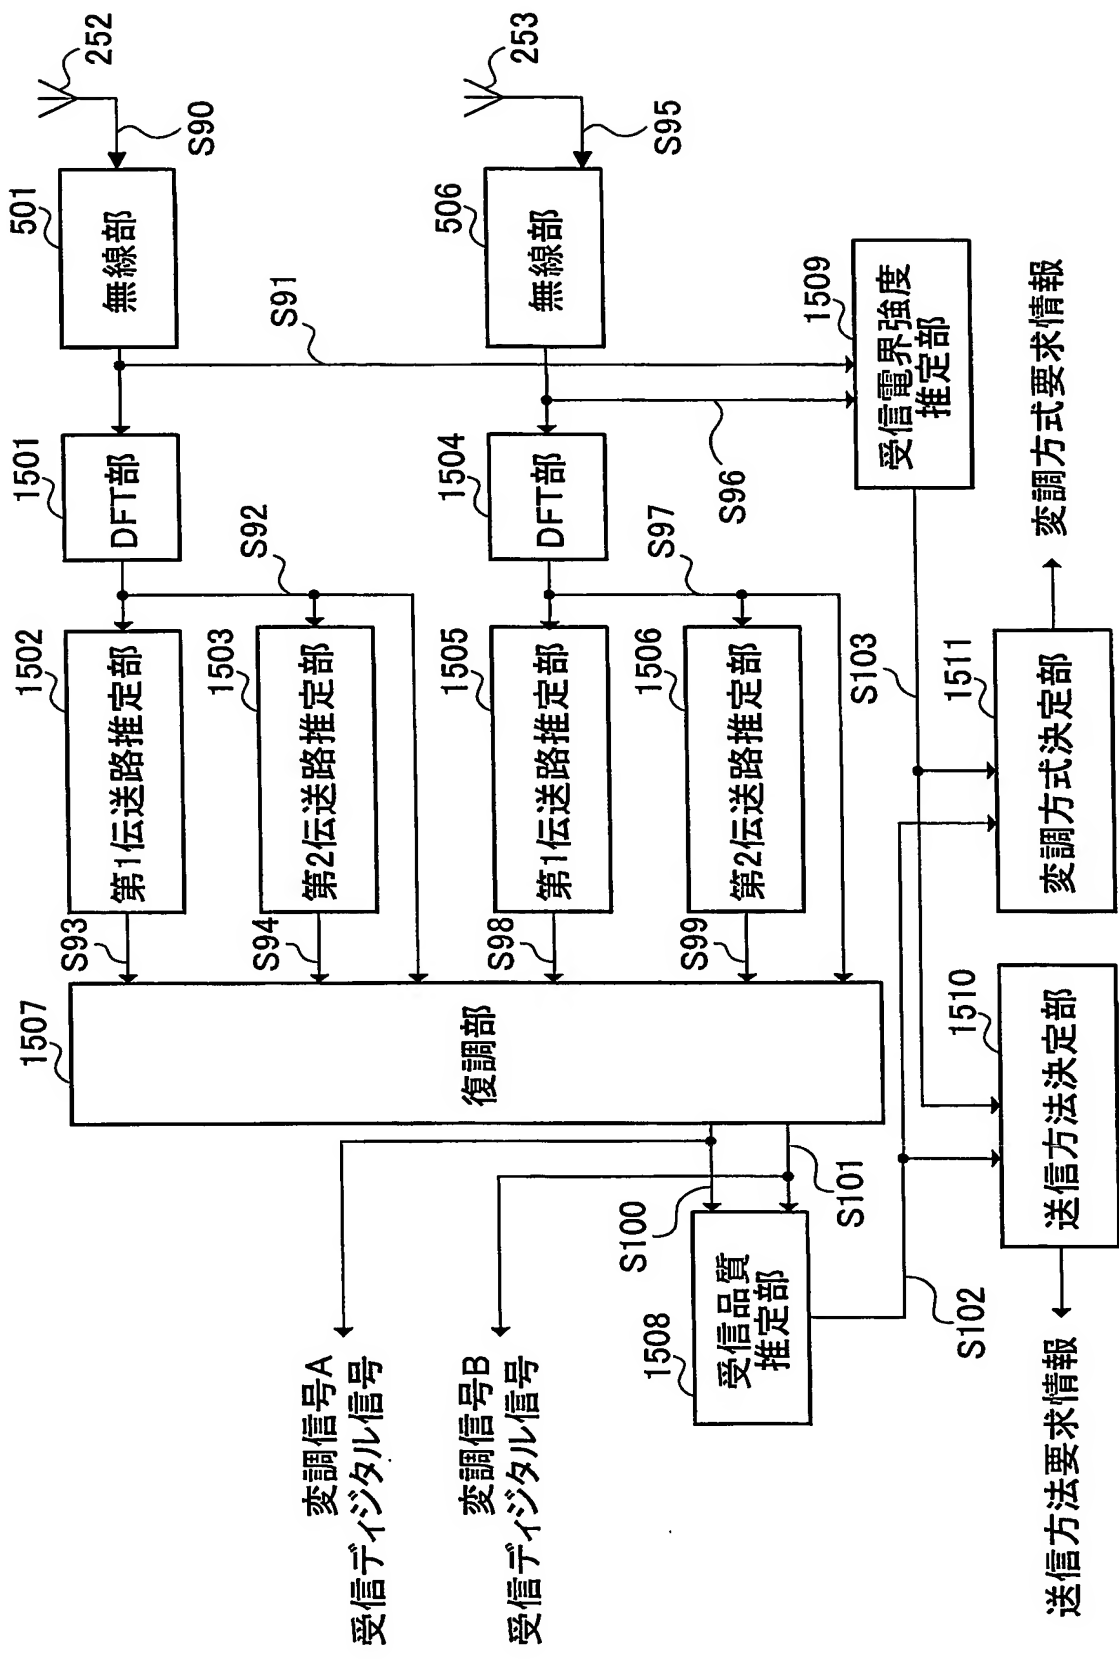 252
S90
501
無線部
S91
1501
DFT部
S92
1502
第1伝送路推定部
S93
1503
第2伝送路推定部
S94
253
S95
506
無線部
S96
1504
DFT部
S97
1505
第1伝送路推定部
S98
1506
第2伝送路推定部
S99
1507
復調部
S100
S101
変調信号A
受信ディジタル信号
変調信号B
受信ディジタル信号
1508
受信品質
推定部
S102
1509
受信電界強度
推定部
S103
1510
送信方法決定部
送信方法要求情報
1511
変調方式決定部
変調方式要求情報